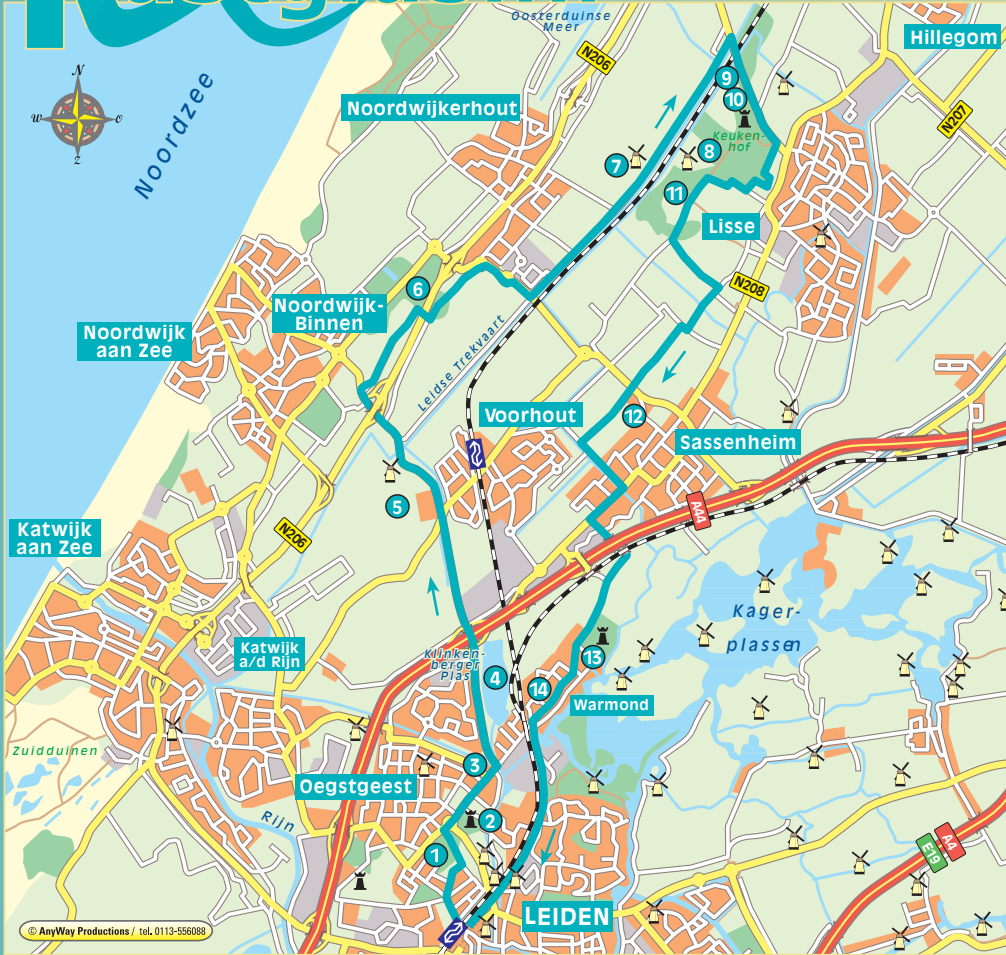 Oosterduinse
Meer
N206
Hillegom
N
W
O
Z
Noordzee
Noordwijkerhout
N207
9
10
Keuken-
hof
8
7
11
Lisse
N208
6
Noordwijk-
Binnen
Noordwijk
aan Zee
Leidse Trekvaart
Voorhout
12
Sassenheim
5
A44
Katwijk
aan Zee
N206
Kager-
plassen
Katwijk
a/d Rijn
Klinken-
berger
Plas
4
13
14
Warmond
Zuidduinen
3
Oegstgeest
Rijn
2
1
A4
E19
LEIDEN
© AnyWay Productions / tel. 0113-556088